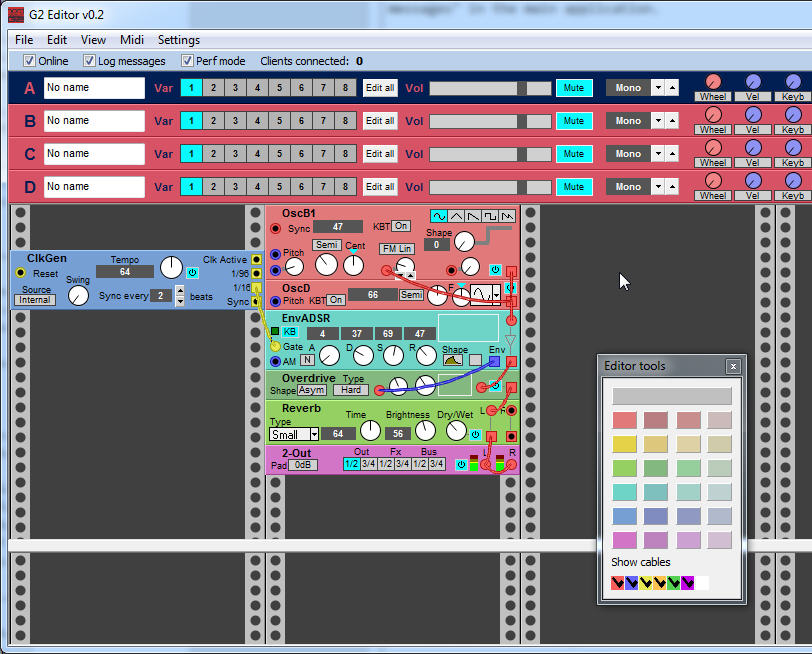 messages" in the main application.
G2 Editor v0.2
File Edit View Midi Settings
Online Log messages Perf mode Clients connected: 0
A No name Var 1 2 3 4 5 6 7 8 Edit all Vol Mute Mono Wheel Vel Keyb
B No name Var 1 2 3 4 5 6 7 8 Edit all Vol Mute Mono Wheel Vel Keyb
C No name Var 1 2 3 4 5 6 7 8 Edit all Vol Mute Mono Wheel Vel Keyb
D No name Var 1 2 3 4 5 6 7 8 Edit all Vol Mute Mono Wheel Vel Keyb
ClkGen
Tempo
Clk Active
64
Reset
1/96
Swing
1/16
Source
Internal
Sync every 2 beats
Sync
OscB1
Sync 47 KBT On
Shape
0
Semi Cent FM Lin
Pitch
OscD
Pitch KBT On 66 Semi
EnvADSR
KB 4 37 69 47
Gate A D S R Shape Env
AM N
Overdrive Type
Shape Asym Hard
Reverb Time Brightness Dry/Wet L R
Type
Small 64 56
2-Out Out Fx Bus L R
Pad 0dB 1/2 3/4 1/2 3/4 1/2 3/4
Editor tools x
Show cables